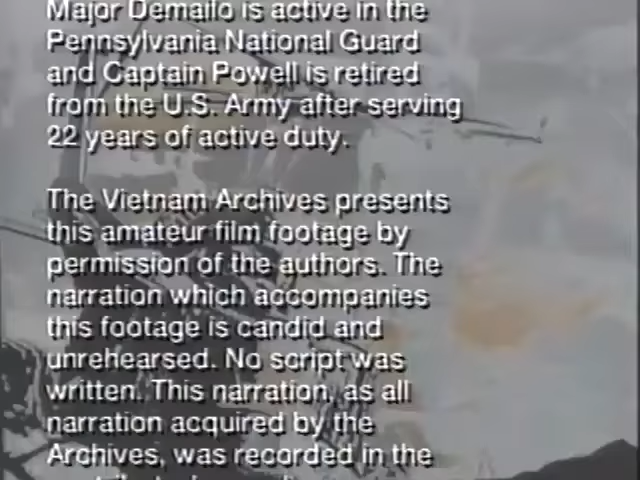 Major Demallo is active in the
Pennsylvania National Guard
and Captain Powell is retired
from the U.S. Army after serving
22 years of active duty.
The Vietnam Archives presents
this amateur film footage by
permission of the authors. The
narration which accompanies
this footage is candid and
unrehearsed. No script was
written. This narration, as all
narration acquired by the
Archives, was recorded in the